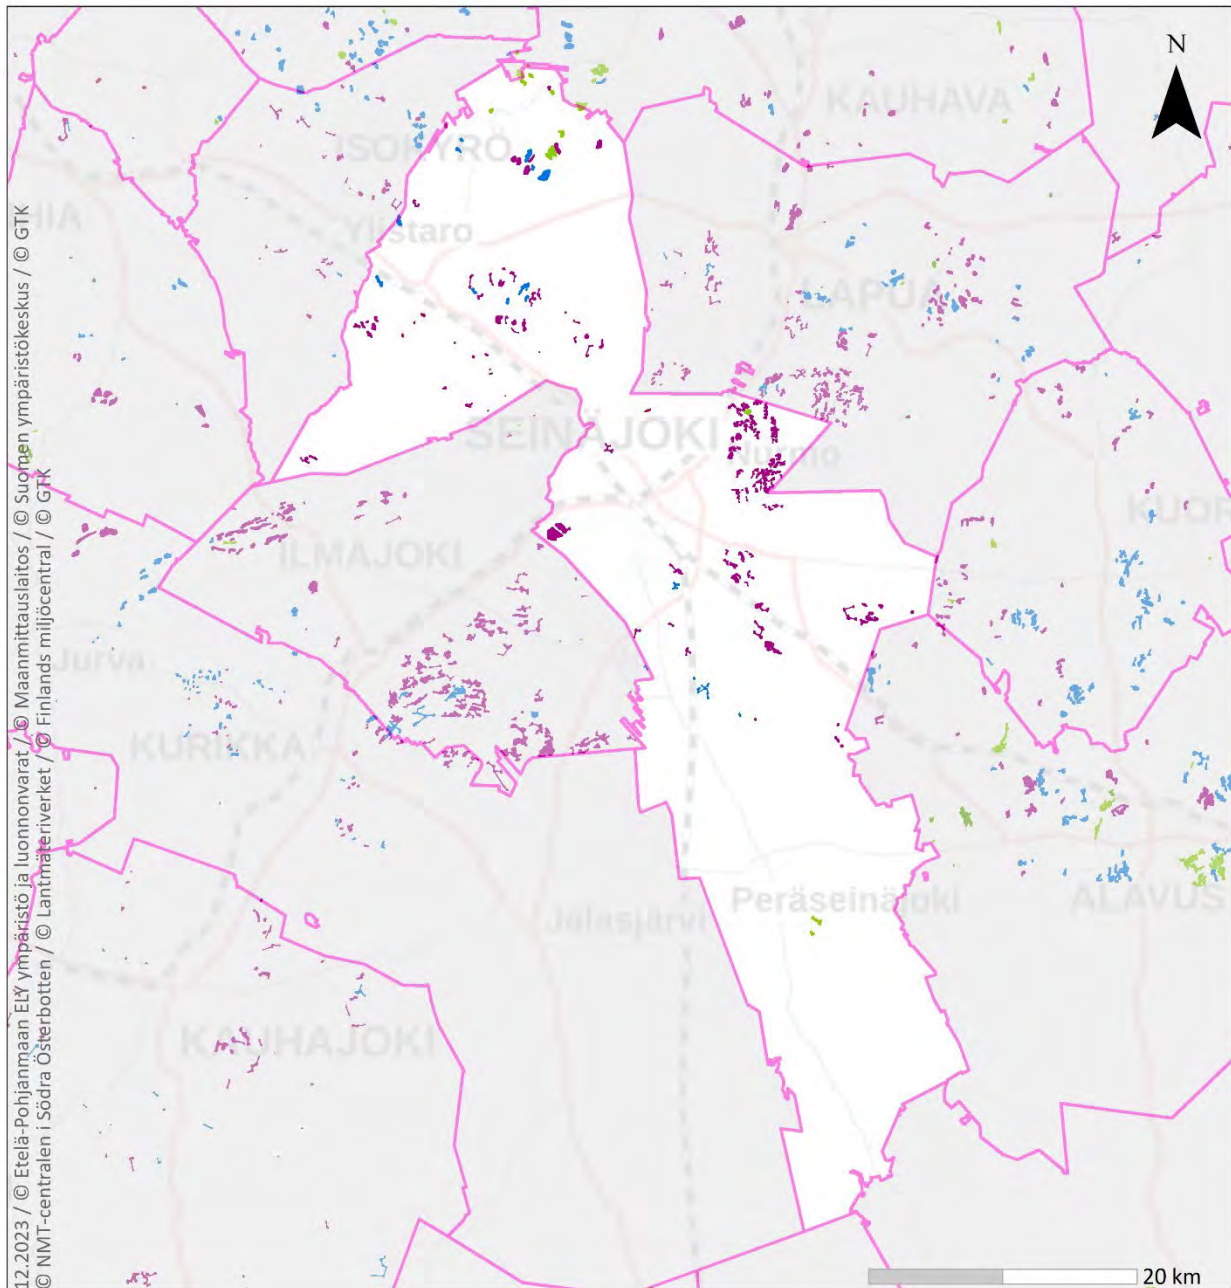 N
KAUHAVA
ISOKYRÖ
Ylistaro
LAPUA
SEINÄJOKI
Nurmo
ILMAJOKI
Jurva
KURIKKA
Peräseinäjoki
Jalasjärvi
ALAVUS
KAUHAJOKI
12.2023 / © Etelä-Pohjanmaan ELY ympäristö ja luonnonvarat / © Maanmittauslaitos / © Suomen ympäristökeskus / © GTK
© NMT-centralen i Södra Österbotten / © Lantmäteriverket / © Finlands miljöcentral / © GTK
20 km